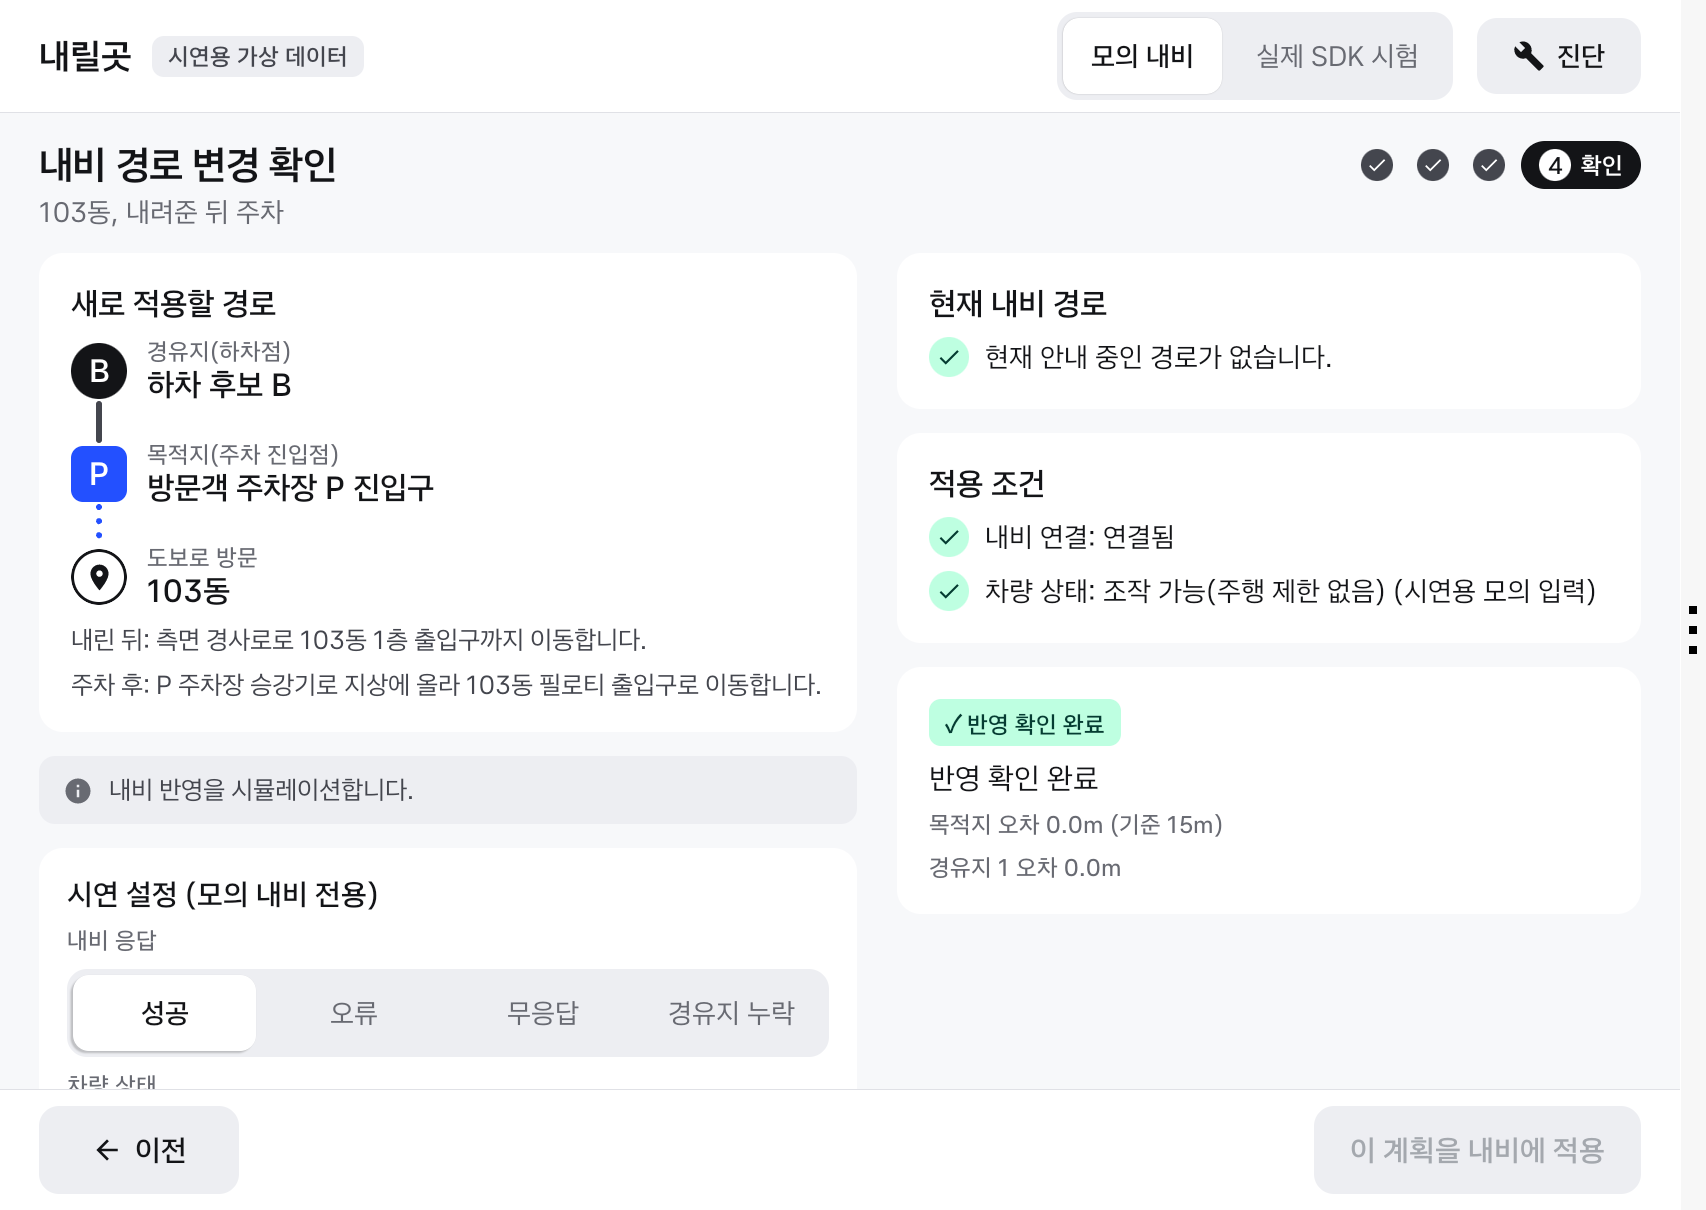 내릴곳
시연용 가상 데이터
모의 내비
실제 SDK 시험
진단
내비 경로 변경 확인
103동, 내려준 뒤 주차
4 확인
새로 적용할 경로
B
경유지(하차점)
하차 후보 B
P
목적지(주차 진입점)
방문객 주차장 P 진입구
도보로 방문
103동
내린 뒤: 측면 경사로로 103동 1층 출입구까지 이동합니다.
주차 후: P 주차장 승강기로 지상에 올라 103동 필로티 출입구로 이동합니다.
내비 반영을 시뮬레이션합니다.
시연 설정 (모의 내비 전용)
내비 응답
성공
오류
무응답
경유지 누락
차량 상태
현재 내비 경로
현재 안내 중인 경로가 없습니다.
적용 조건
내비 연결: 연결됨
차량 상태: 조작 가능(주행 제한 없음) (시연용 모의 입력)
✓ 반영 확인 완료
반영 확인 완료
목적지 오차 0.0m (기준 15m)
경유지 1 오차 0.0m
← 이전
이 계획을 내비에 적용